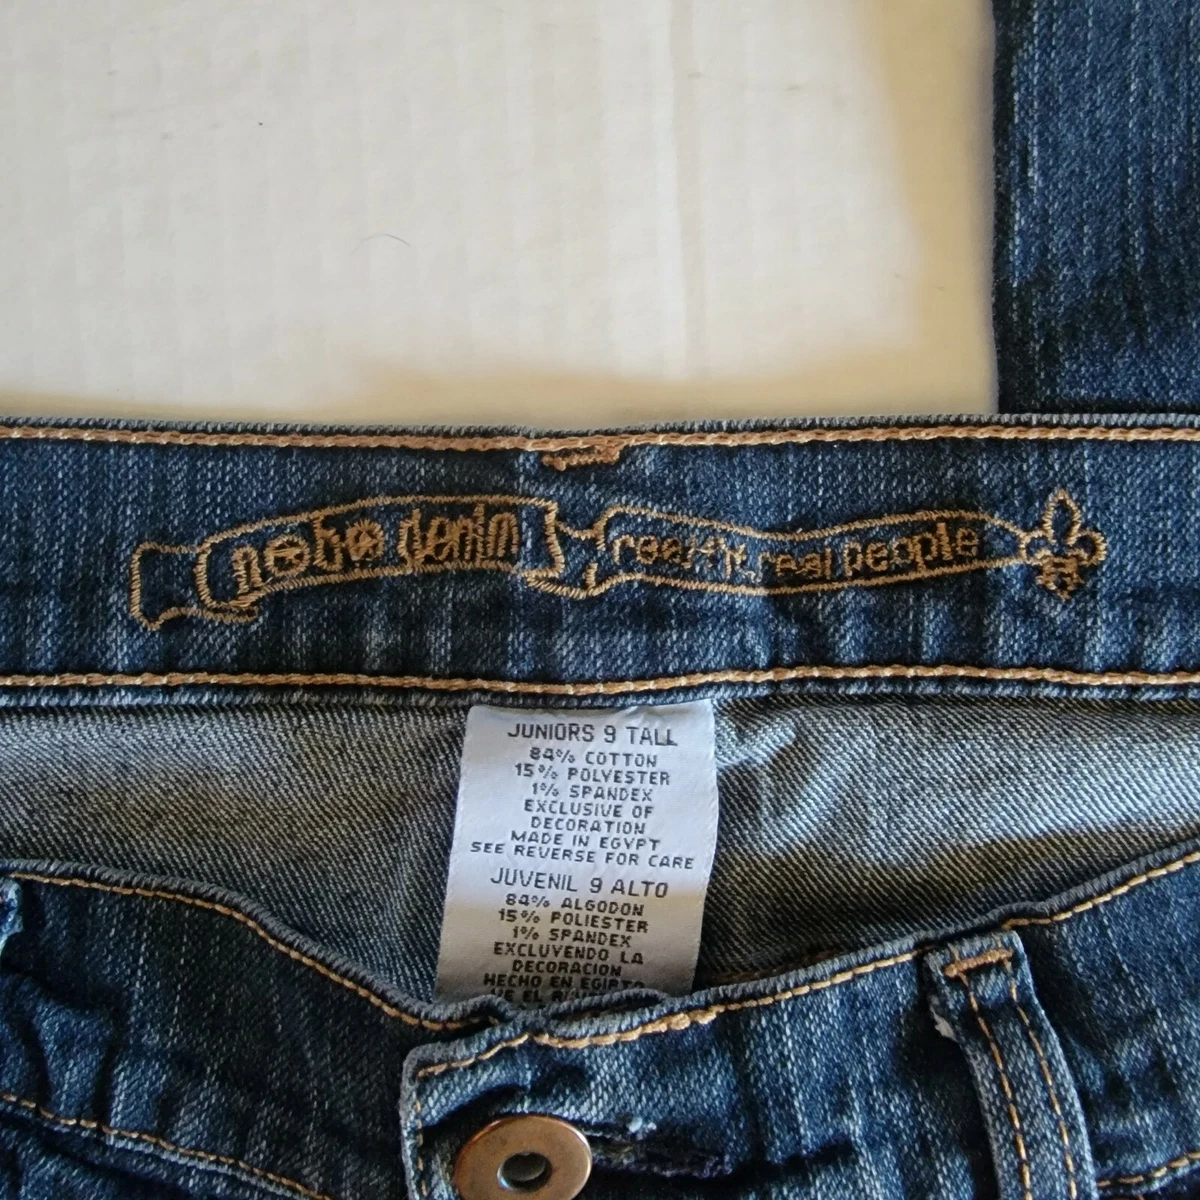 nobo denim
real fit, real people
JUNIORS 9 TALL
84% COTTON
15% POLYESTER
1% SPANDEX
EXCLUSIVE OF
DECORATION
MADE IN EGYPT
SEE REVERSE FOR CARE
JUVENIL 9 ALTO
84% ALGODON
15% POLIESTER
1% SPANDEX
EXCLUYENDO LA
DECORACION
HECHO EN EGIPTO
EL